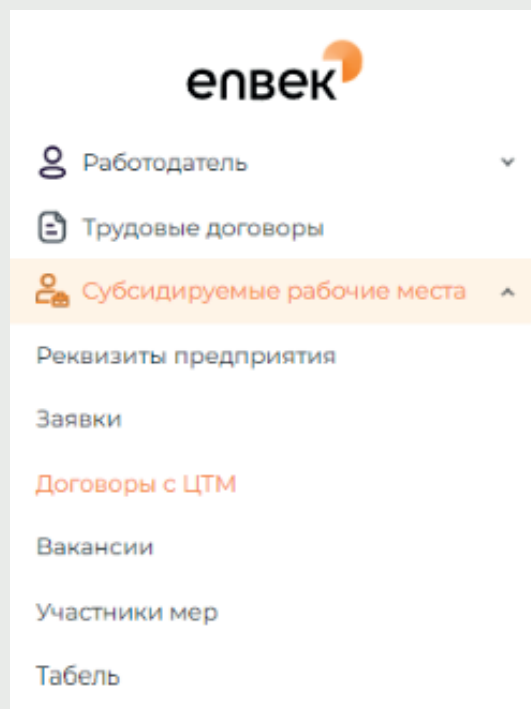 enbek
Работодатель
Трудовые договоры
Субсидируемые рабочие места
Реквизиты предприятия
Заявки
Договоры с ЦТМ
Вакансии
Участники мер
Табель